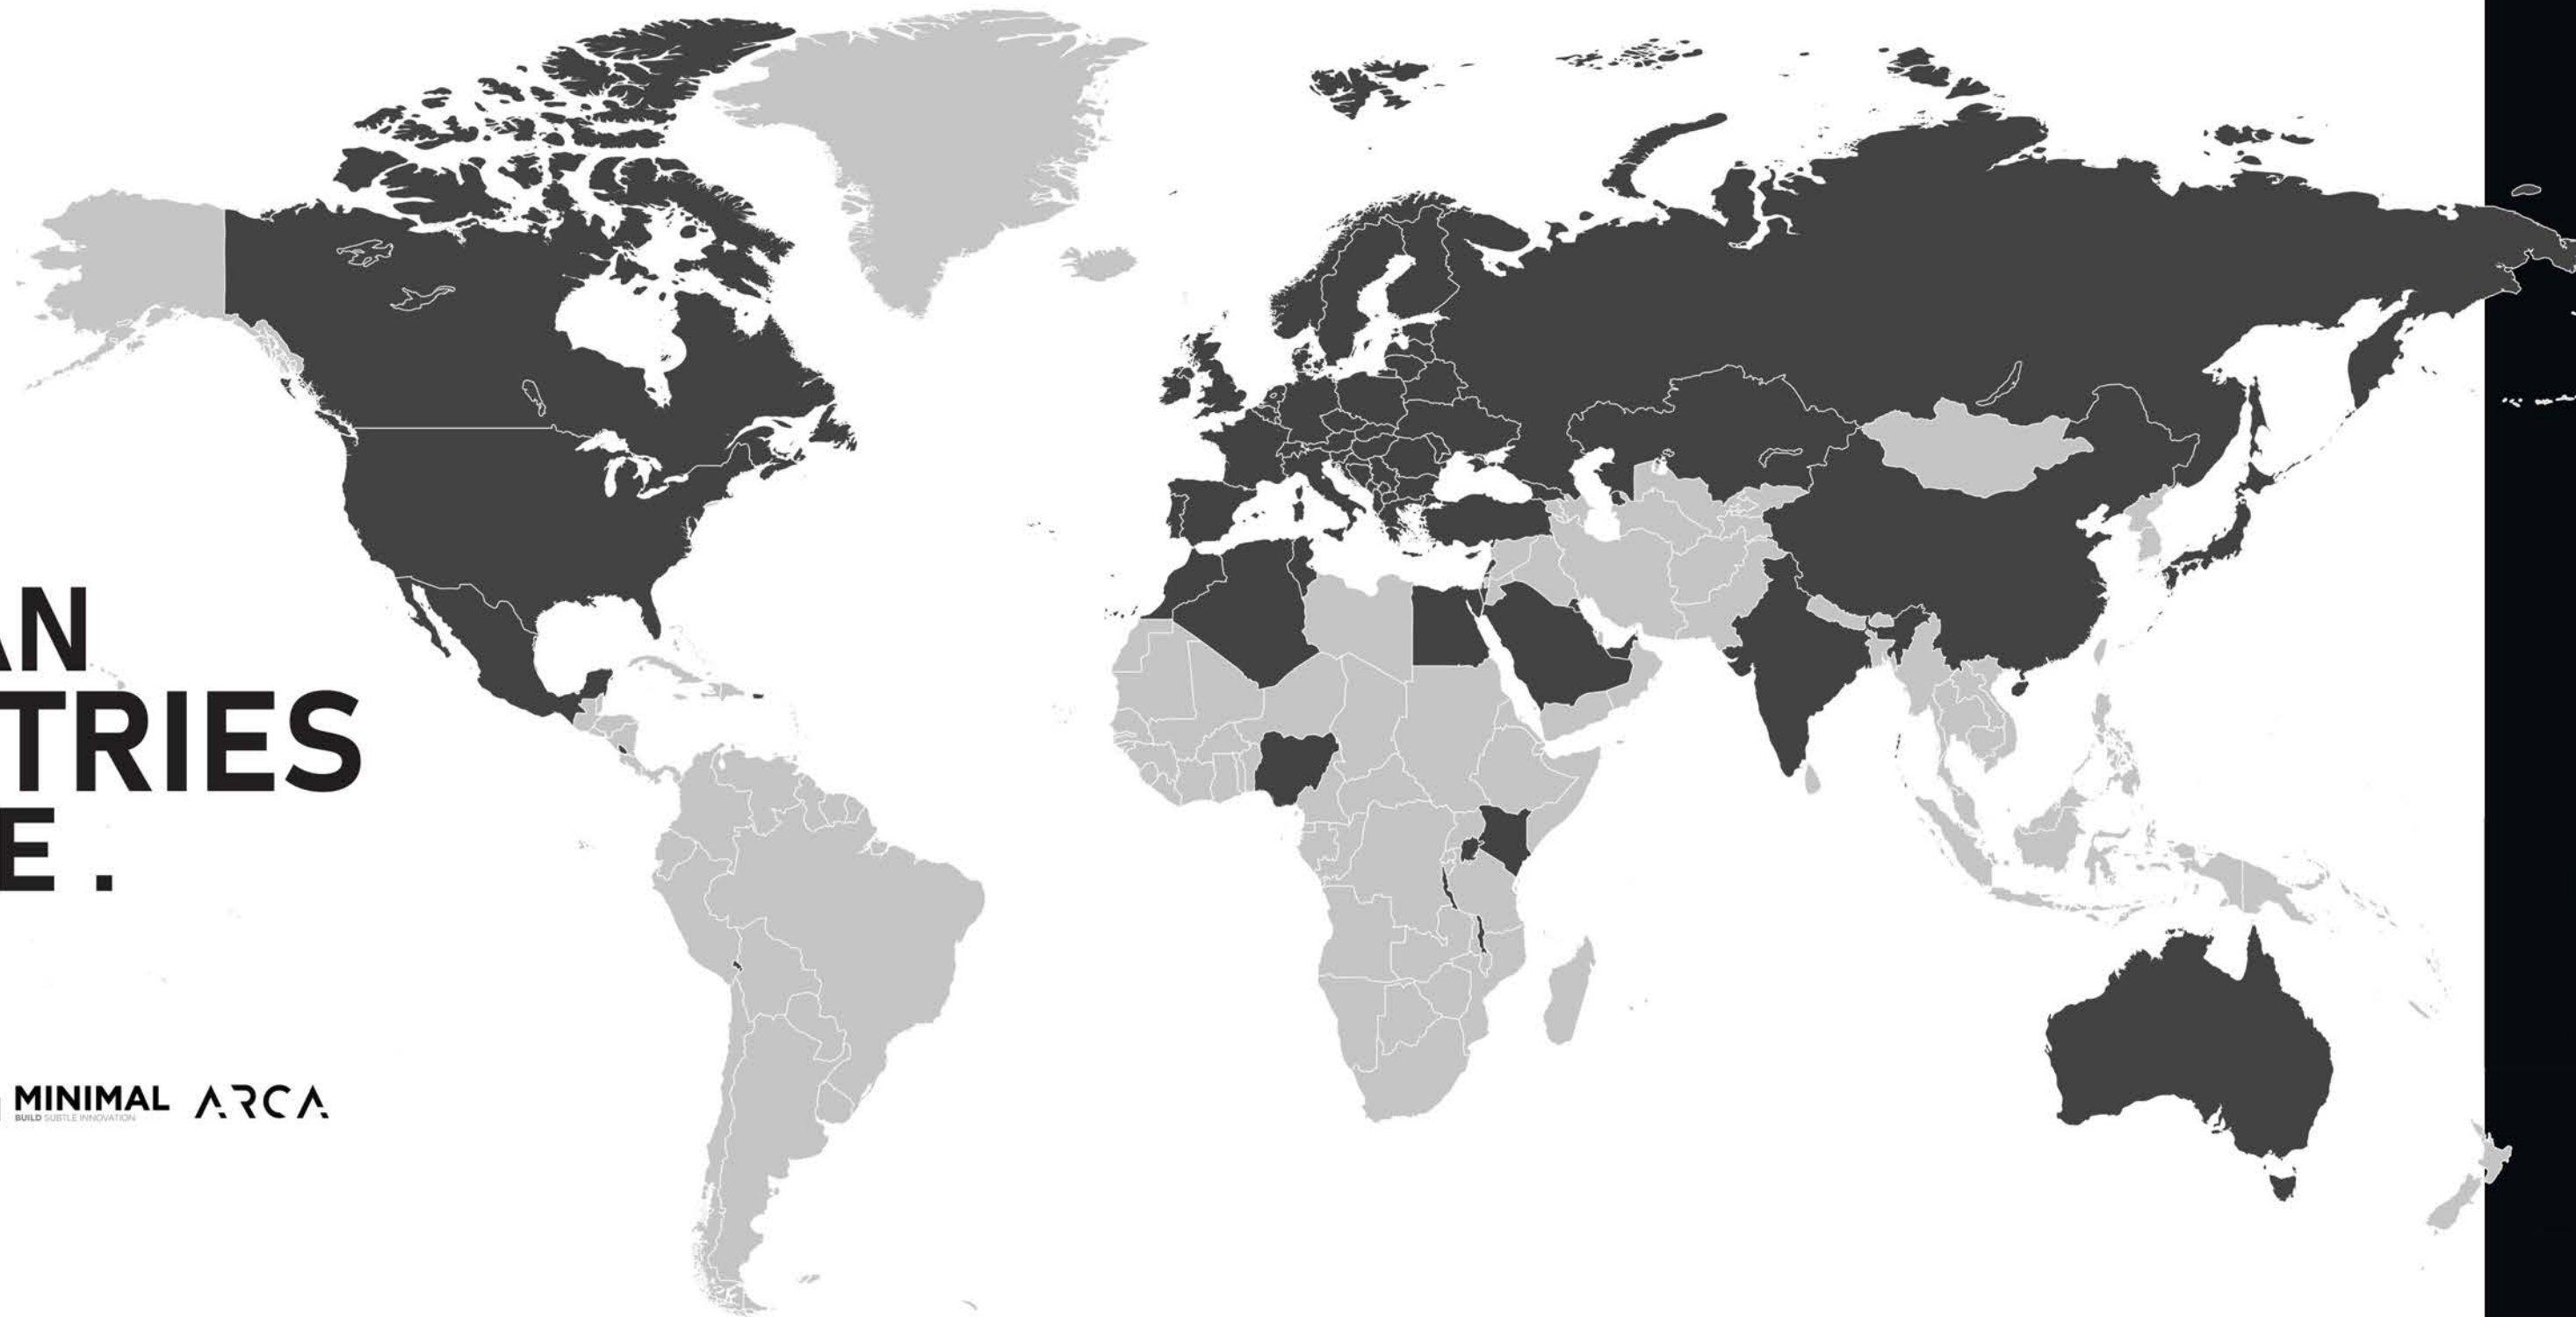 AN
TRIES
E.
MINIMAL ARCA
BUILD SUBTLE INNOVATION